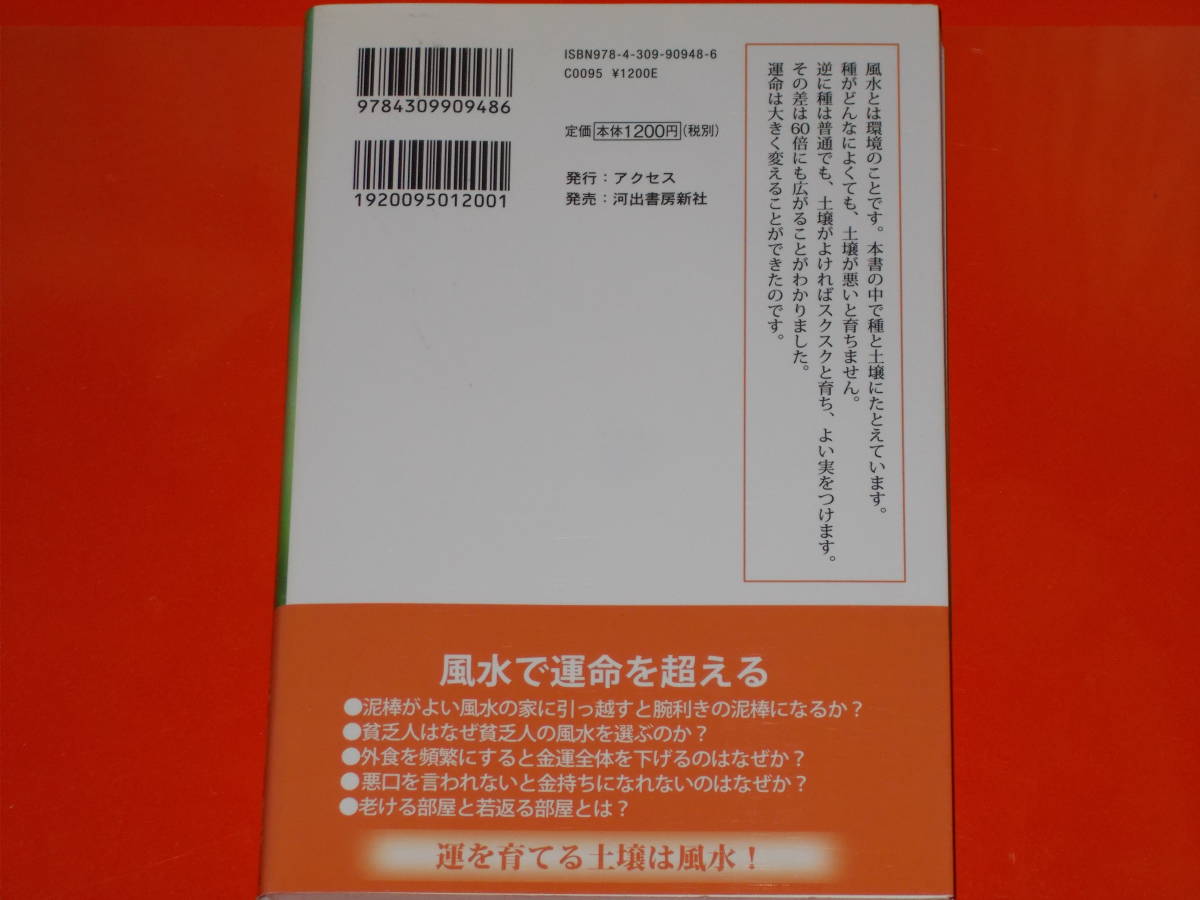 ISBN978-4-309-90948-6
C0095 ¥1200E
9784309909486
定価 本体1200円 (税別)
1920095012001
発行：アクセス
発売：河出書房新社
風水とは環境のことです。本書の中で種と土壌にたとえています。
種がどんなによくても、土壌が悪いと育ちません。
逆に種は普通でも、土壌がよければスクスクと育ち、よい実をつけます。
その差は60倍にも広がることがわかりました。
運命は大きく変えることができたのです。
風水で運命を超える
●泥棒がよい風水の家に引っ越すと腕利きの泥棒になるか？
●貧乏人はなぜ貧乏人の風水を選ぶのか？
●外食を頻繁にすると金運全体を下げるのはなぜか？
●悪口を言われないと金持ちになれないのはなぜか？
●老ける部屋と若返る部屋とは？
運を育てる土壌は風水！